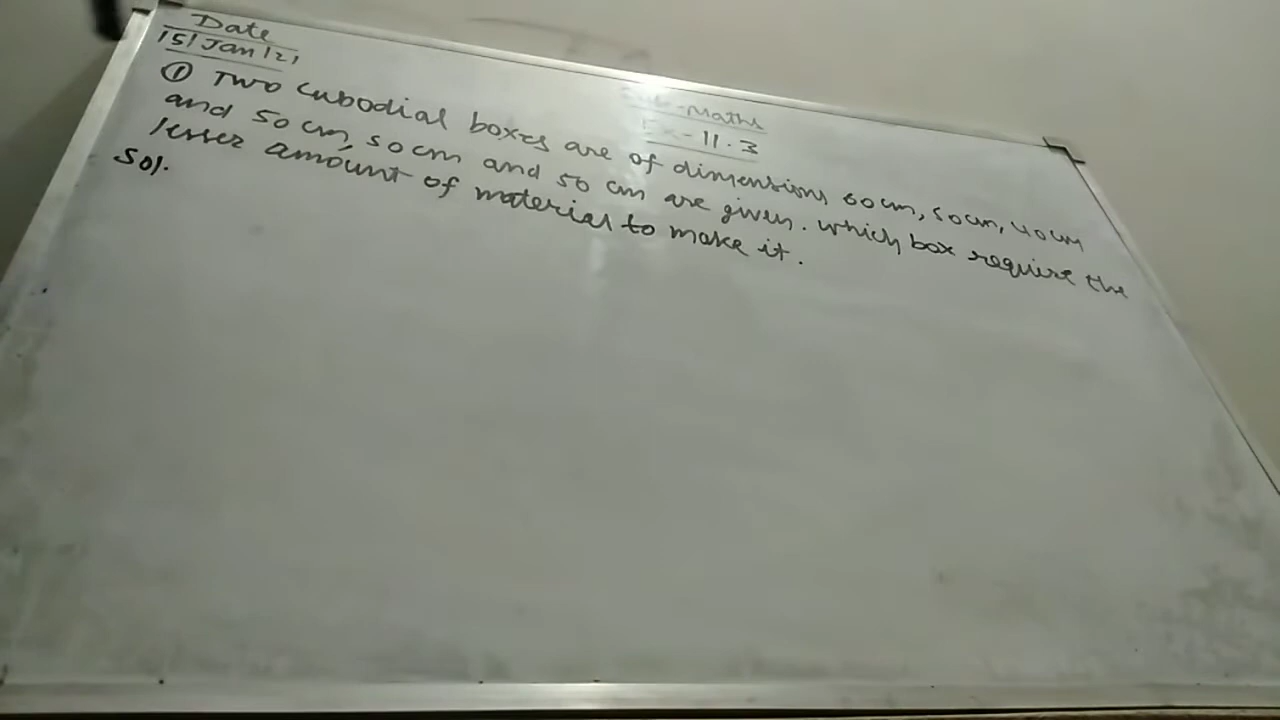 Date
15/Jan/21
Sub-Maths
Ex-11.3
① Two cubodial boxes are of dimensions 60cm, 50cm, 40cm
and 50 cm, 50 cm and 50 cm are given. which box require the
lesser amount of material to make it.
Sol.